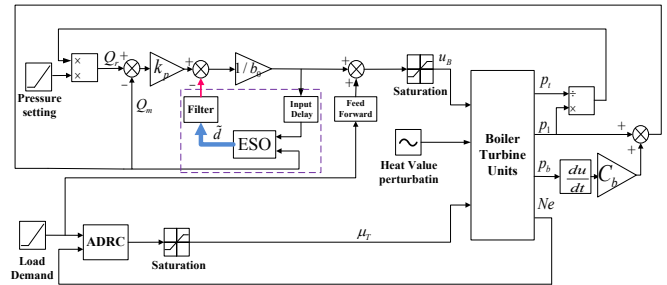 Pressure
setting
×
×
Q_r
+
−
Q_m
k_p
+
−
1/b_0
Filter
d̃
ESO
Input
Delay
+
+
Feed
Forward
Saturation
u_B
Heat Value
perturbatin
Boiler
Turbine
Units
p_t
÷
×
p_1
p_b
Ne
du
dt
C_b
+
+
Load
Demand
ADRC
Saturation
μ_T